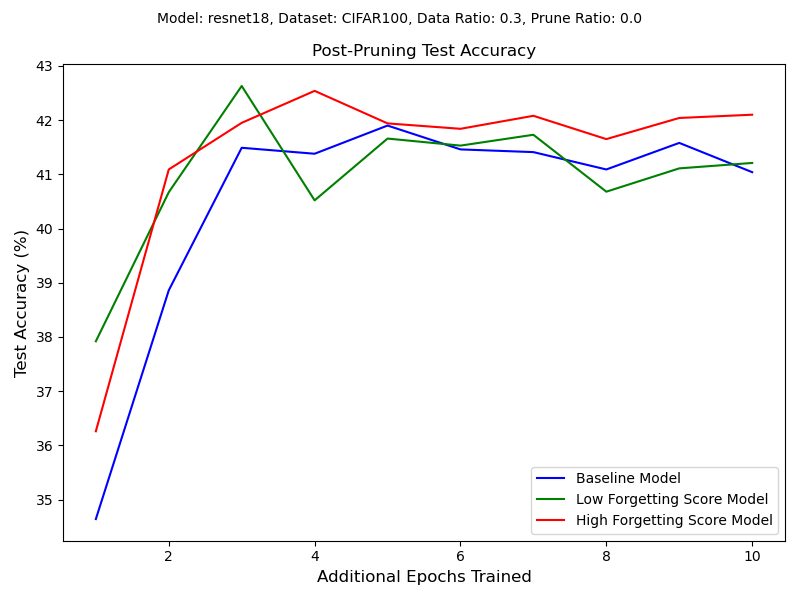 Model: resnet18, Dataset: CIFAR100, Data Ratio: 0.3, Prune Ratio: 0.0
Post-Pruning Test Accuracy
43
42
41
40
39
38
37
36
35
Test Accuracy (%)
Baseline Model
Low Forgetting Score Model
High Forgetting Score Model
2
4
6
8
10
Additional Epochs Trained